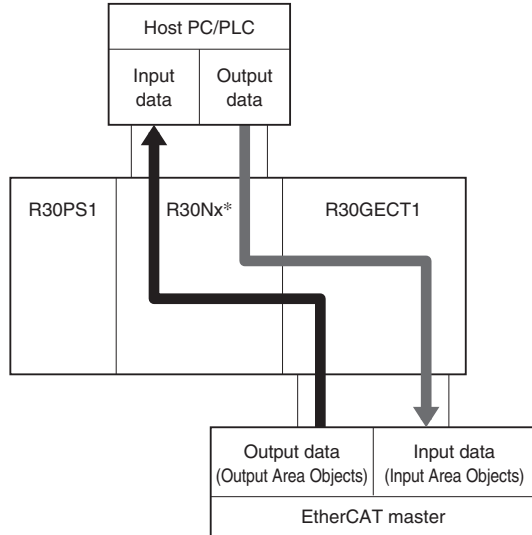 Host PC/PLC
Input
data
Output
data
R30PS1
R30Nx*
R30GECT1
Output data
(Output Area Objects)
Input data
(Input Area Objects)
EtherCAT master